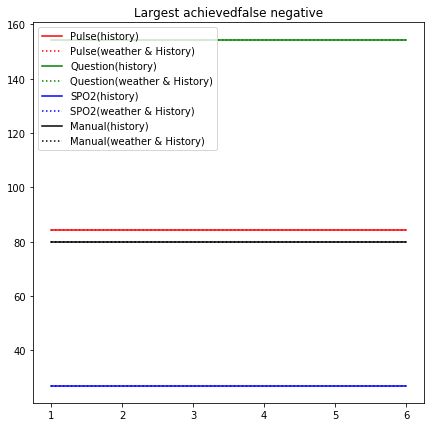 Largest achievedfalse negative
160
140
120
100
80
60
40
Pulse(history)
Pulse(weather & History)
Question(history)
Question(weather & History)
SPO2(history)
SPO2(weather & History)
Manual(history)
Manual(weather & History)
1 2 3 4 5 6